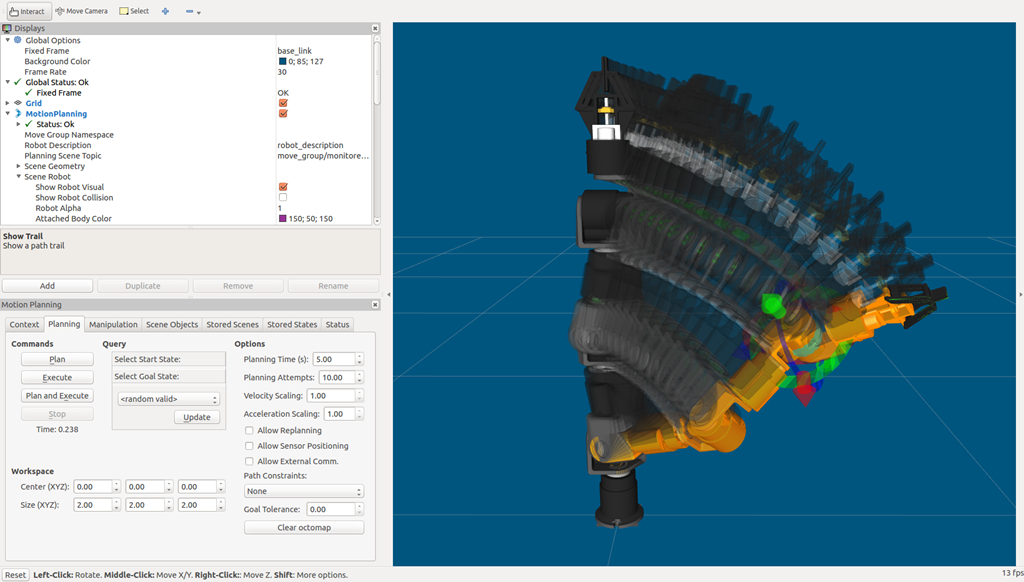 Interact Move Camera Select
Displays
Global Options
Fixed Frame base_link
Background Color 0; 85; 127
Frame Rate 30
Global Status: Ok
Fixed Frame OK
Grid
MotionPlanning
Status: Ok
Move Group Namespace
Robot Description robot_description
Planning Scene Topic move_group/monitore...
Scene Geometry
Scene Robot
Show Robot Visual
Show Robot Collision
Robot Alpha 1
Attached Body Color 150; 50; 150
Show Trail
Show a path trail
Add Duplicate Remove Rename
Motion Planning
Context Planning Manipulation Scene Objects Stored Scenes Stored States Status
Commands Query Options
Plan Select Start State: Planning Time (s): 5.00
Execute Select Goal State: Planning Attempts: 10.00
Plan and Execute <random valid> Velocity Scaling: 1.00
Stop Update Acceleration Scaling: 1.00
Time: 0.238 Allow Replanning
Allow Sensor Positioning
Allow External Comm.
Workspace Path Constraints:
Center (XYZ): 0.00 0.00 0.00 None
Size (XYZ): 2.00 2.00 2.00 Goal Tolerance: 0.00
Clear octomap
Reset Left-Click: Rotate. Middle-Click: Move X/Y. Right-Click:: Move Z. Shift: More options. 13 fps